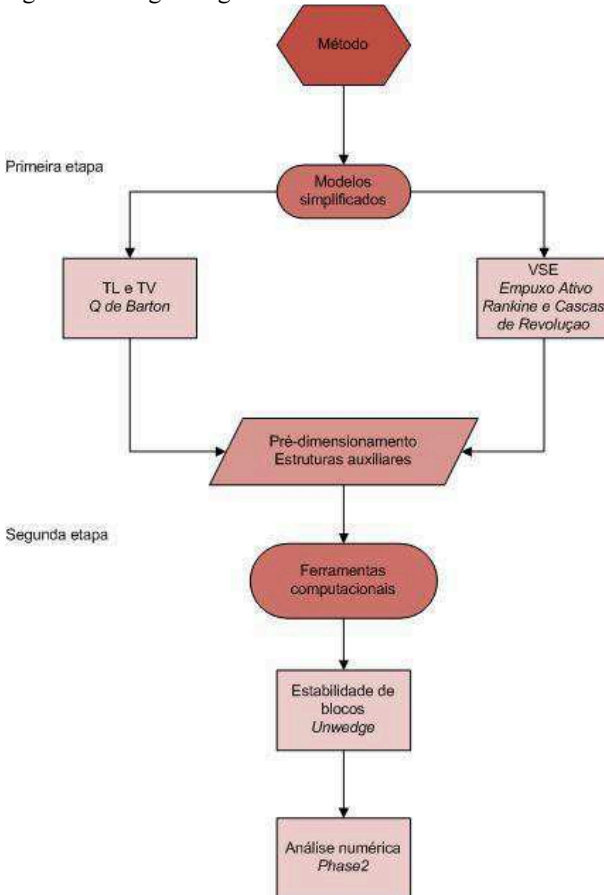 Método
Primeira etapa
Modelos
simplificados
TL e TV
Q de Barton
VSE
Empuxo Ativo
Rankine e Cascas
de Revoluçao
Pré-dimensionamento
Estruturas auxiliares
Segunda etapa
Ferramentas
computacionais
Estabilidade de
blocos
Unwedge
Análise numérica
Phase2